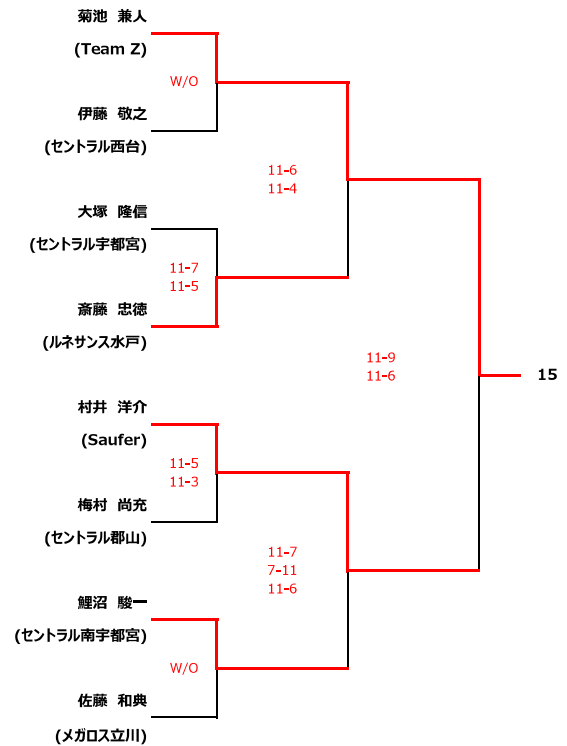 菊池 兼人
(Team Z)
W/O
伊藤 敬之
(セントラル西台)
11-6
11-4
大塚 隆信
(セントラル宇都宮)
11-7
11-5
斎藤 忠徳
(ルネサンス水戸)
11-9
11-6
15
村井 洋介
(Saufer)
11-5
11-3
梅村 尚充
(セントラル郡山)
11-7
7-11
11-6
鯉沼 駿一
(セントラル南宇都宮)
W/O
佐藤 和典
(メガロス立川)